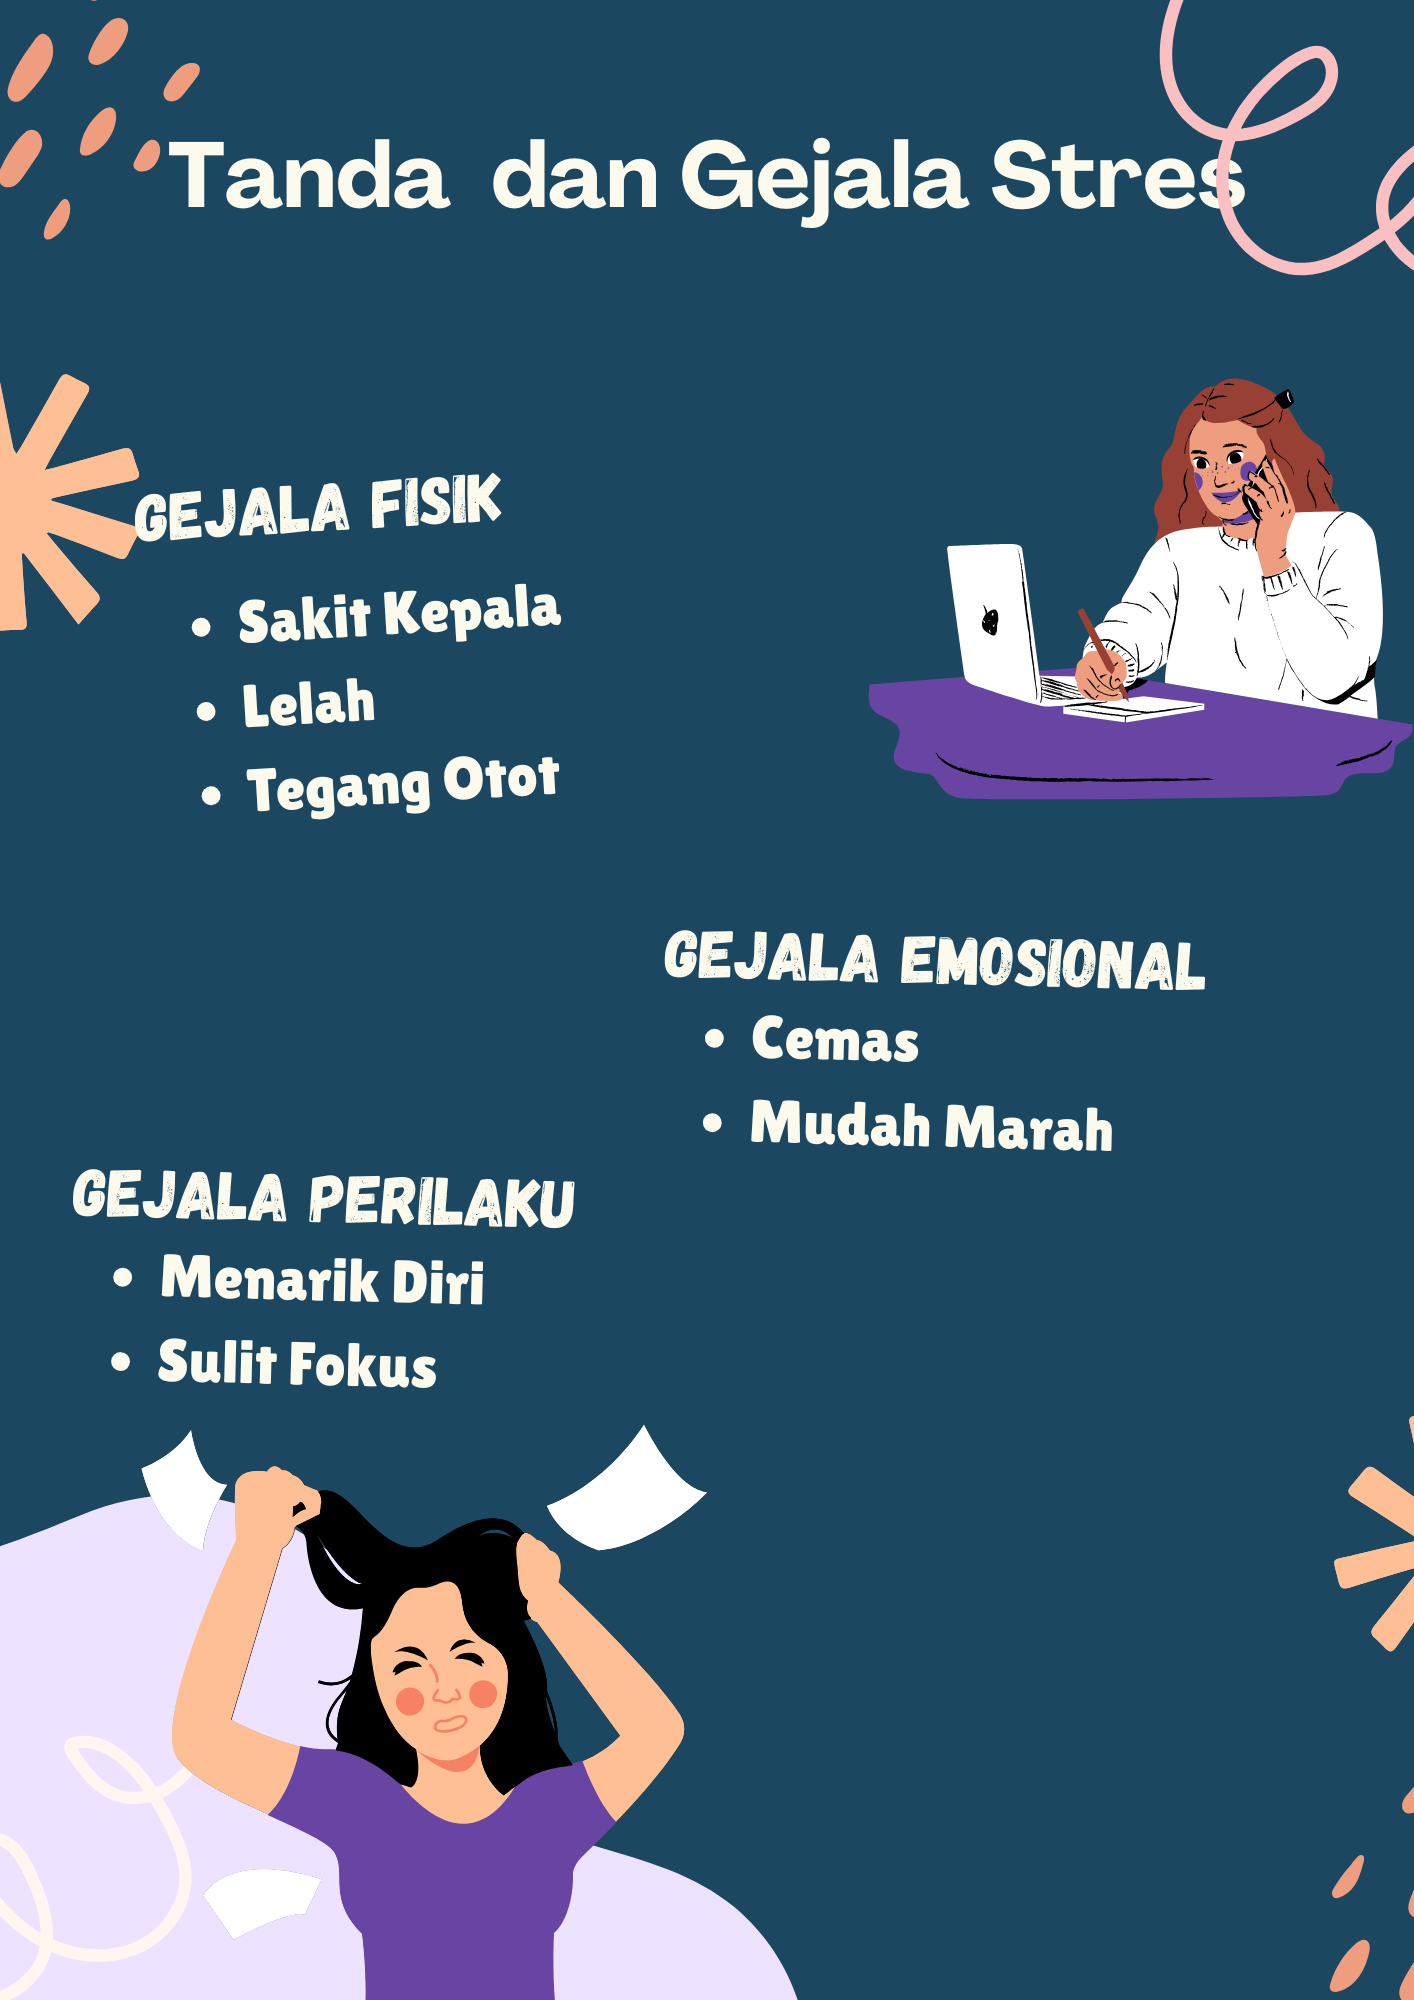 Tanda dan Gejala Stres
GEJALA FISIK
• Sakit Kepala
• Lelah
• Tegang Otot
GEJALA EMOSIONAL
• Cemas
• Mudah Marah
GEJALA PERILAKU
• Menarik Diri
• Sulit Fokus